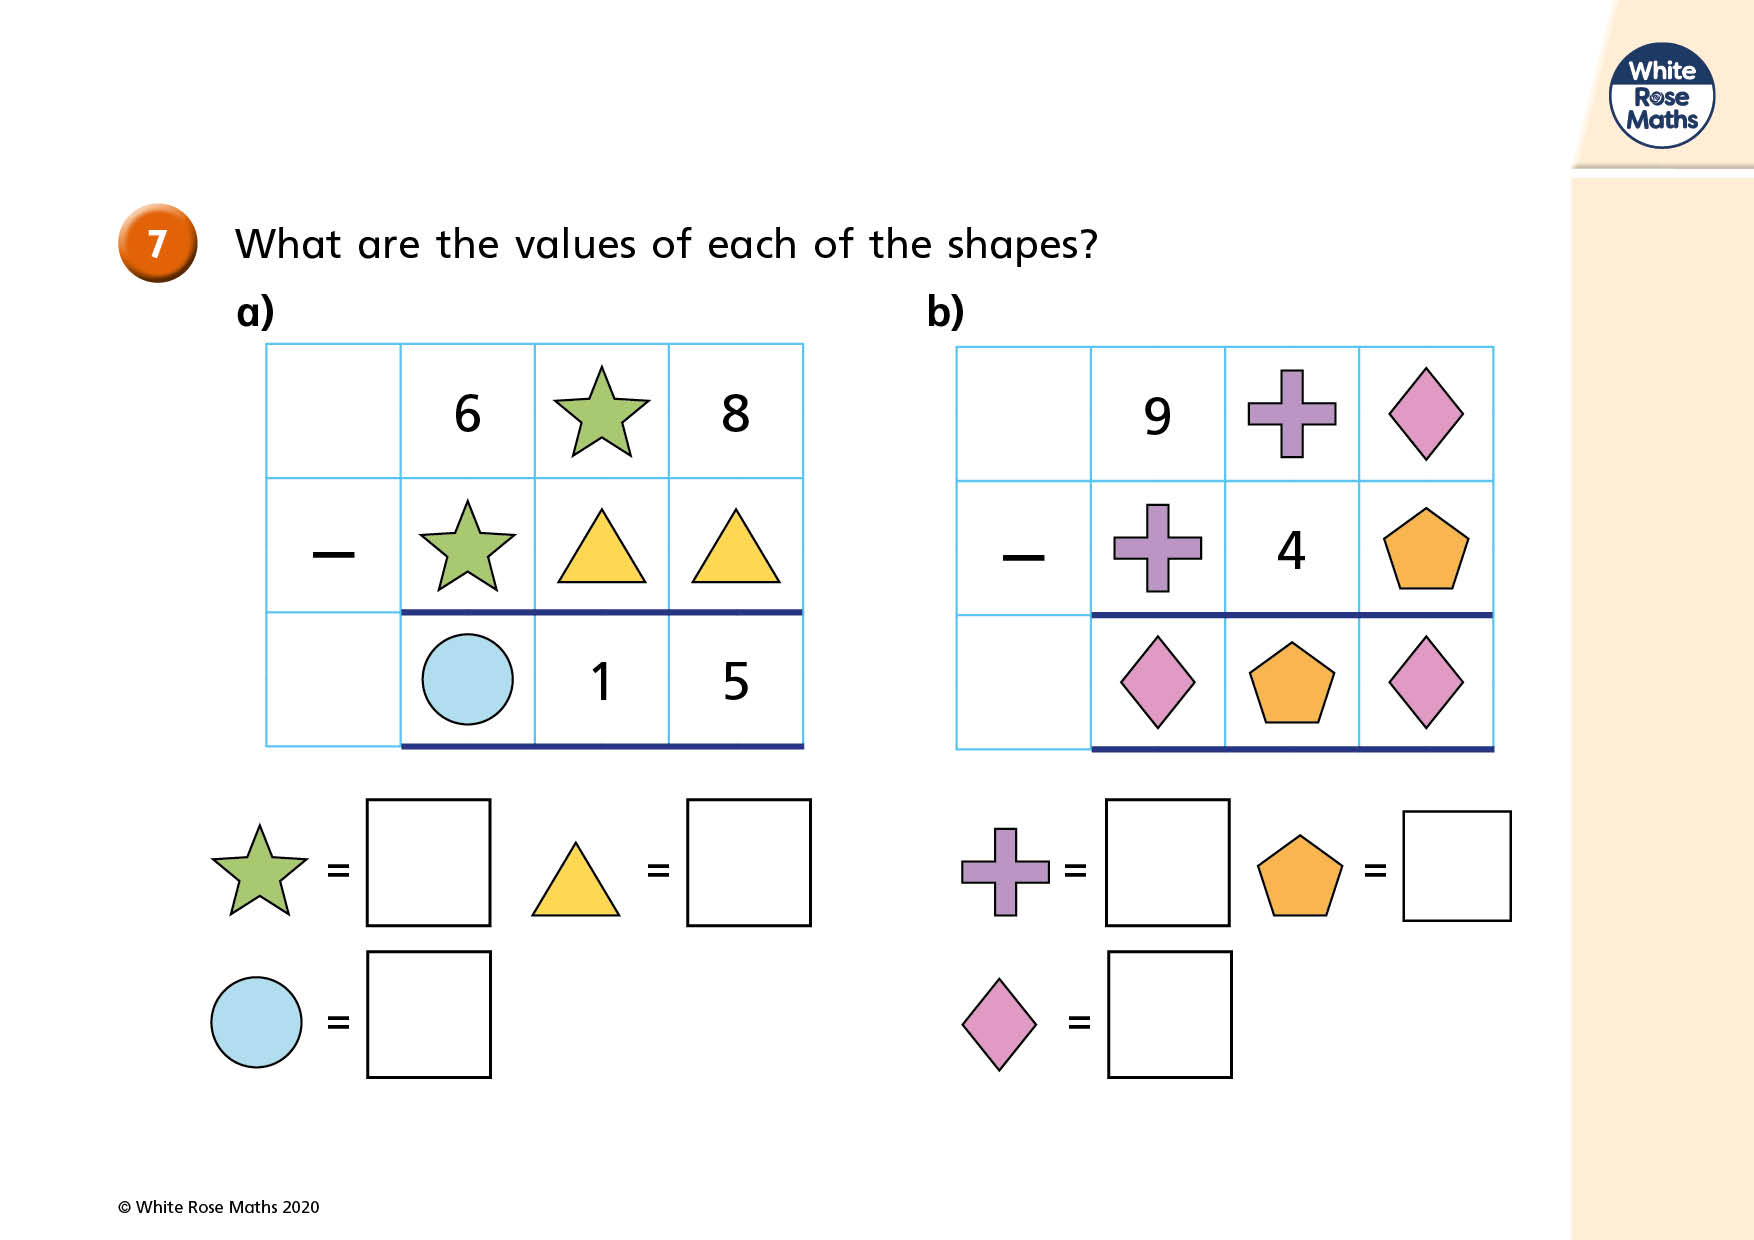 White
Rose
Maths
7 What are the values of each of the shapes?
a) b)
6 8 9
– – 4
1 5
= = = =
= =
© White Rose Maths 2020